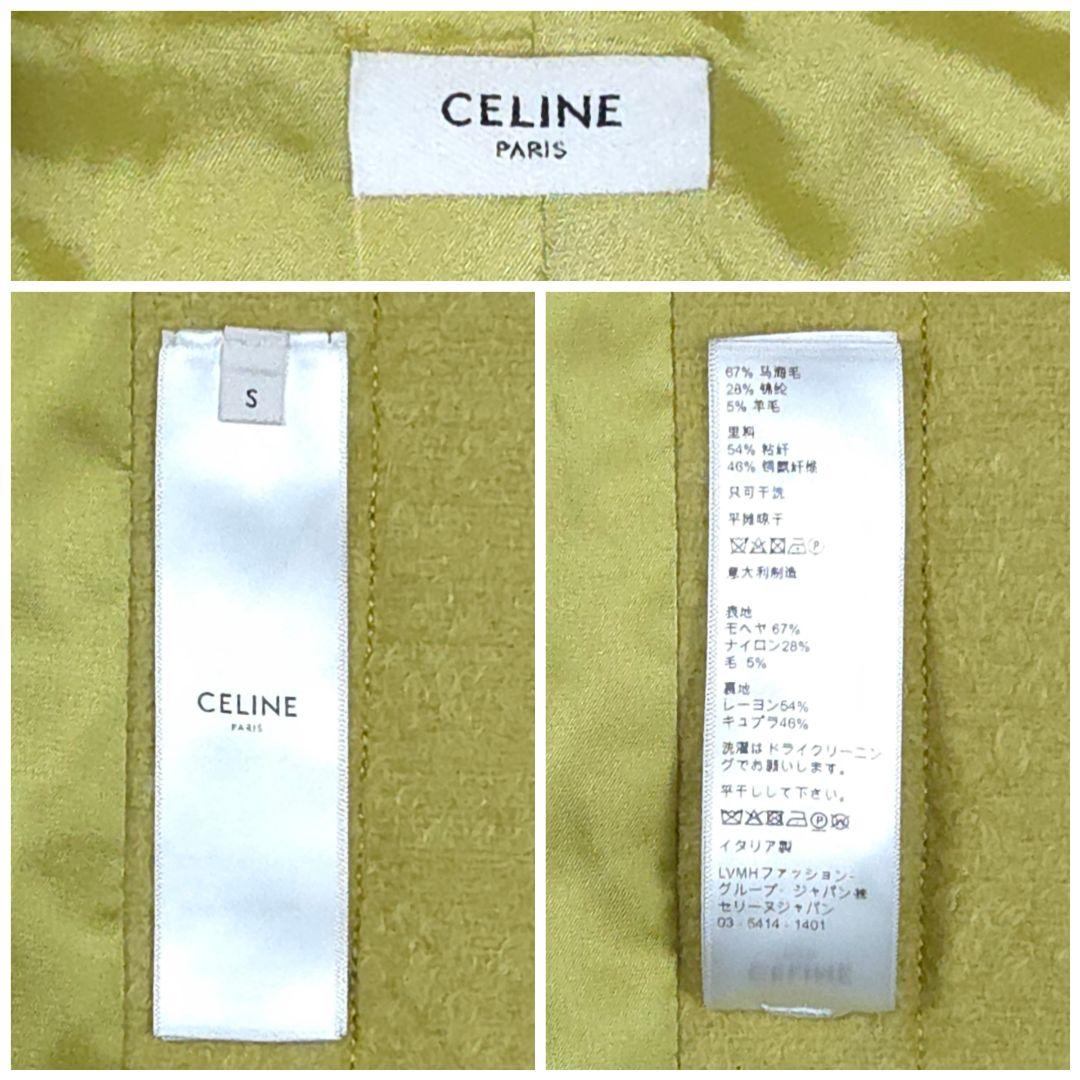 CELINE
PARIS
S
CELINE
PARIS
67% 马海毛
28% 锦纶
5% 羊毛
里料
54% 粘纤
46% 铜氨纤维
只可干洗
平摊晾干
P
意大利制造
表地
モヘヤ 67%
ナイロン28%
毛 5%
裏地
レーヨン54%
キュプラ46%
洗濯はドライクリーニン
グでお願いします。
平干しして下さい。
P W
イタリア製
LVMHファッション-
グループ- ジャパン㈱
セリーヌジャパン
03 - 5414 - 1401
CELINE